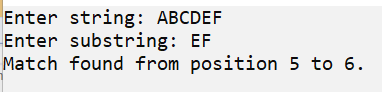 Enter string: ABCDEF
Enter substring: EF
Match found from position 5 to 6.